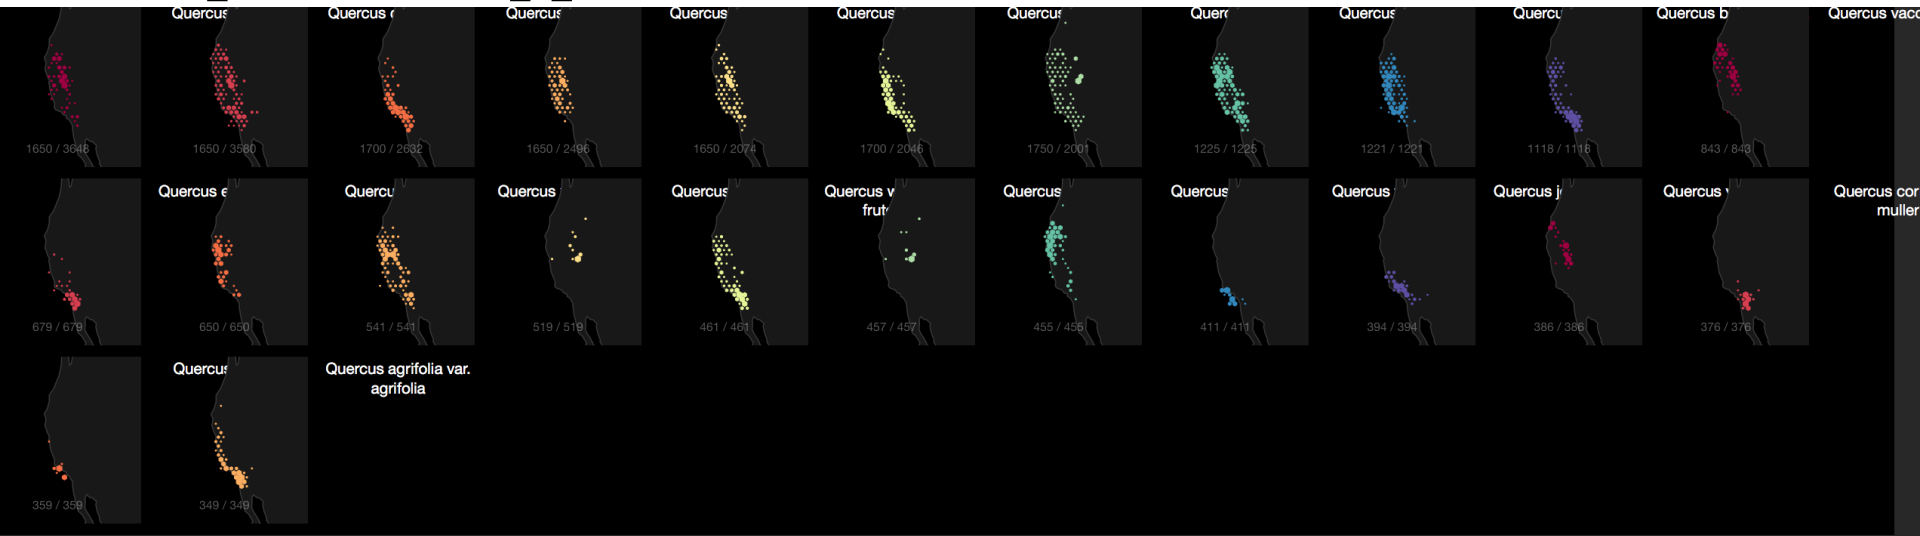 Quercus
Quercus
Quercus
Quercus
Quercus
Quercus
Quercus
Quercus b
Quercus vacc
1650 / 3648
1650 / 3580
1700 / 2632
1650 / 2496
1650 / 2074
1700 / 2046
1750 / 2001
1225 / 1225
1221 / 1221
1118 / 1118
843 / 843
Quercus e
Quercus
Quercus
Quercus w
frut
Quercus
Quercus
Quercus
Quercus j
Quercus v
Quercus cor
muller
679 / 679
650 / 650
541 / 541
519 / 519
461 / 461
457 / 457
455 / 455
411 / 411
394 / 394
386 / 386
376 / 376
Quercus
Quercus agrifolia var.
agrifolia
359 / 359
349 / 349